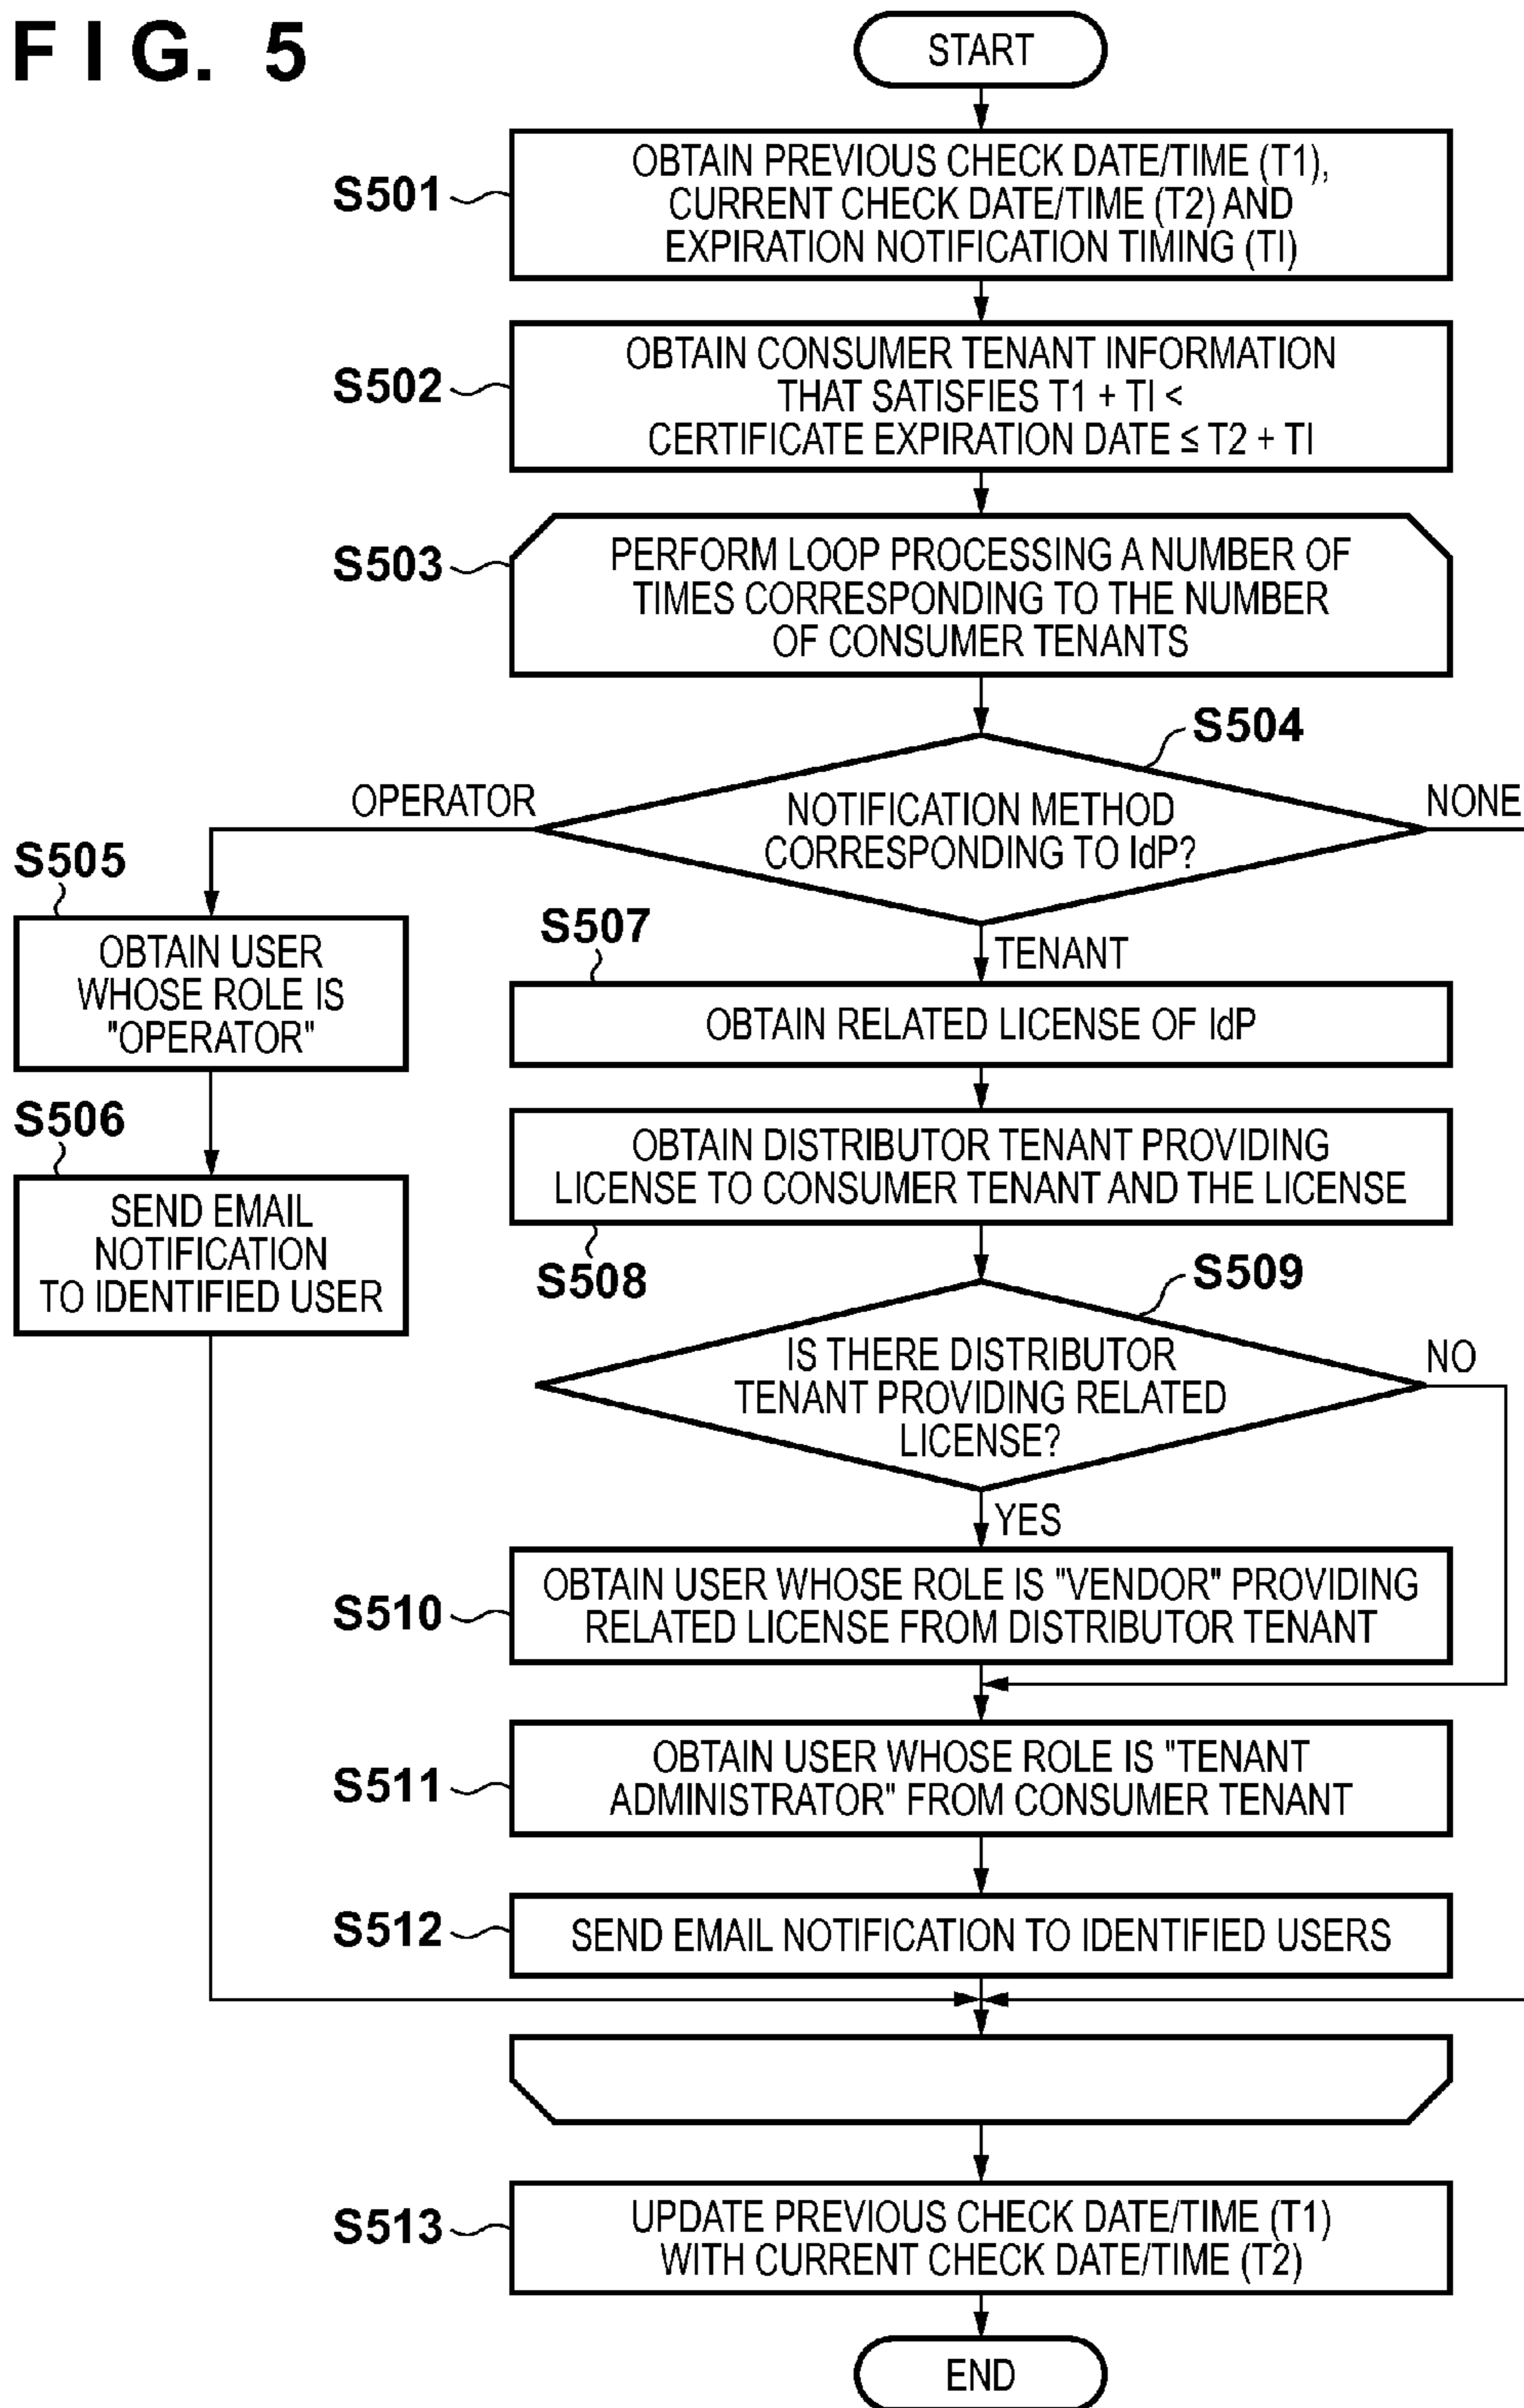 FIG. 5
START
S501
OBTAIN PREVIOUS CHECK DATE/TIME (T1),
CURRENT CHECK DATE/TIME (T2) AND
EXPIRATION NOTIFICATION TIMING (TI)
S502
OBTAIN CONSUMER TENANT INFORMATION
THAT SATISFIES T1 + TI <
CERTIFICATE EXPIRATION DATE ≤ T2 + TI
S503
PERFORM LOOP PROCESSING A NUMBER OF
TIMES CORRESPONDING TO THE NUMBER
OF CONSUMER TENANTS
S504
NOTIFICATION METHOD
CORRESPONDING TO IdP?
OPERATOR
NONE
TENANT
S505
OBTAIN USER
WHOSE ROLE IS
"OPERATOR"
S506
SEND EMAIL
NOTIFICATION
TO IDENTIFIED USER
S507
OBTAIN RELATED LICENSE OF IdP
OBTAIN DISTRIBUTOR TENANT PROVIDING
LICENSE TO CONSUMER TENANT AND THE LICENSE
S508
S509
IS THERE DISTRIBUTOR
TENANT PROVIDING RELATED
LICENSE?
NO
YES
S510
OBTAIN USER WHOSE ROLE IS "VENDOR" PROVIDING
RELATED LICENSE FROM DISTRIBUTOR TENANT
S511
OBTAIN USER WHOSE ROLE IS "TENANT
ADMINISTRATOR" FROM CONSUMER TENANT
S512
SEND EMAIL NOTIFICATION TO IDENTIFIED USERS
S513
UPDATE PREVIOUS CHECK DATE/TIME (T1)
WITH CURRENT CHECK DATE/TIME (T2)
END